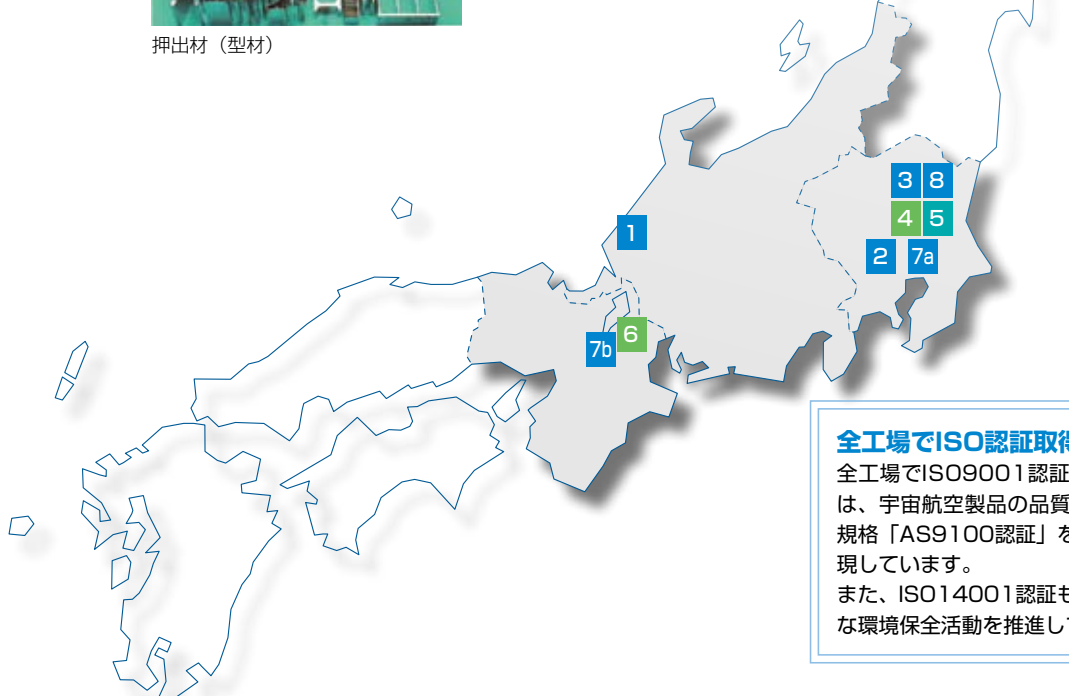 押出材（型材）
3 8
4 5
1
2 7a
6
7b
全工場でISO認証取得
全工場でISO9001認証
は、宇宙航空製品の品質
規格「AS9100認証」を
現しています。
また、ISO14001認証も
な環境保全活動を推進して